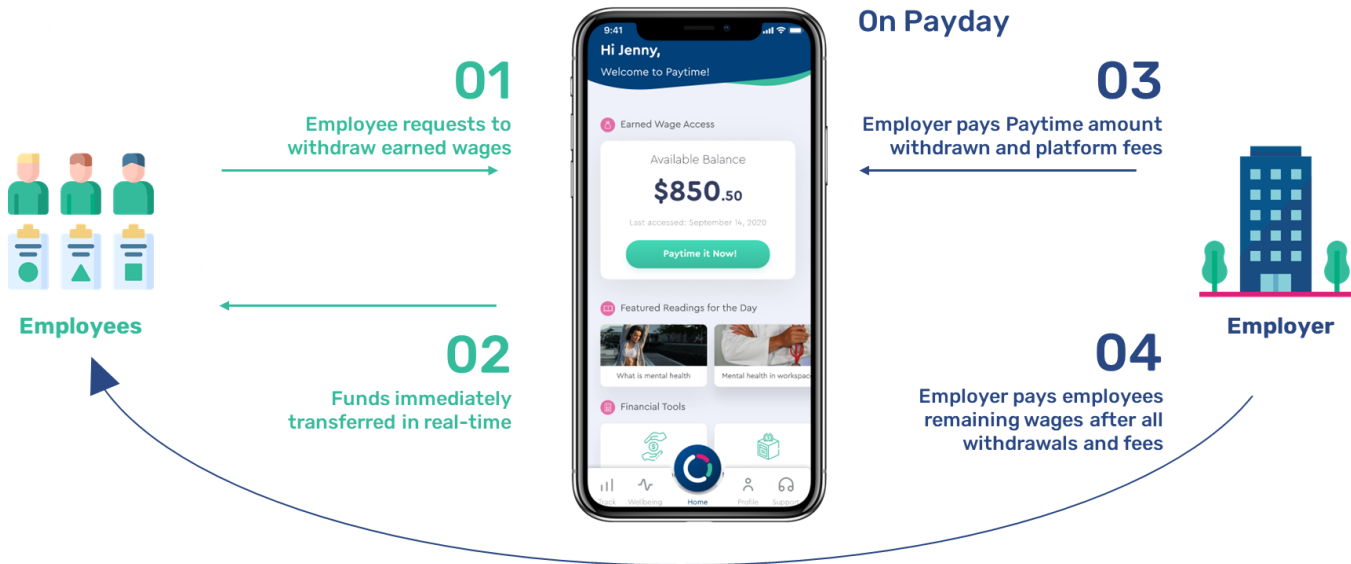 On Payday
01
Employee requests to
withdraw earned wages
Employees
02
Funds immediately
transferred in real-time
9:41
Hi Jenny,
Welcome to Paytime!
Earned Wage Access
Available Balance
$850.50
Last accessed: September 14, 2020
Paytime it Now!
Featured Readings for the Day
What is mental health
Mental health in workspac
Financial Tools
Track
Wellbeing
Home
Profile
Support
03
Employer pays Paytime amount
withdrawn and platform fees
Employer
04
Employer pays employees
remaining wages after all
withdrawals and fees